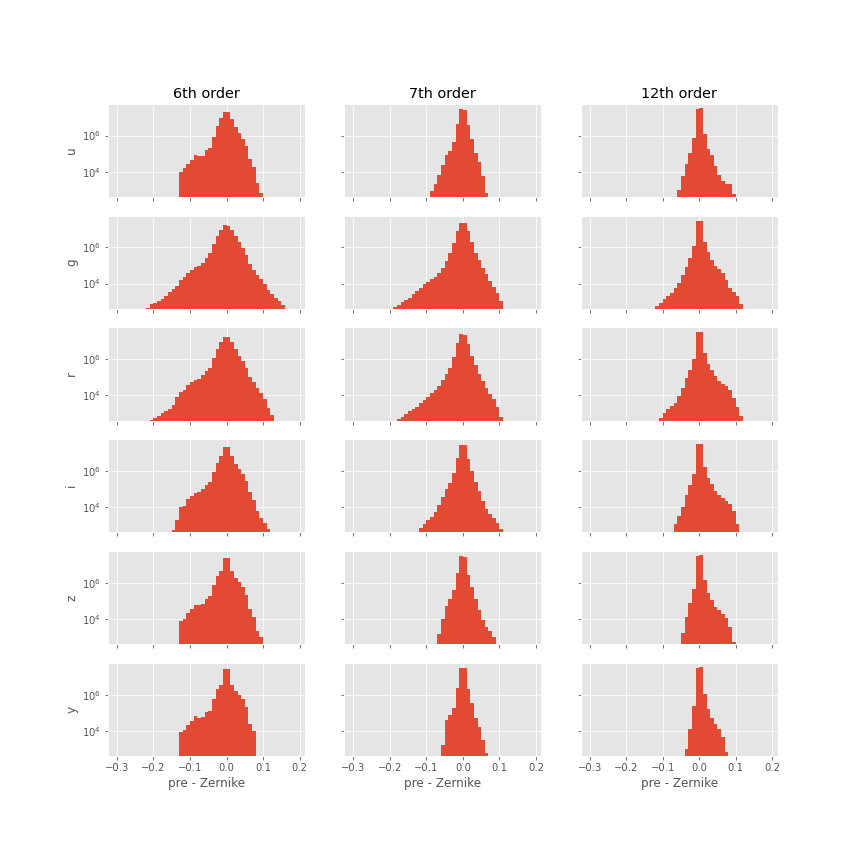 6th order 7th order 12th order
u 10⁶ 10⁴
g 10⁶ 10⁴
r 10⁶ 10⁴
i 10⁶ 10⁴
z 10⁶ 10⁴
y 10⁶ 10⁴
−0.3 −0.2 −0.1 0.0 0.1 0.2 −0.3 −0.2 −0.1 0.0 0.1 0.2 −0.3 −0.2 −0.1 0.0 0.1 0.2
pre - Zernike pre - Zernike pre - Zernike